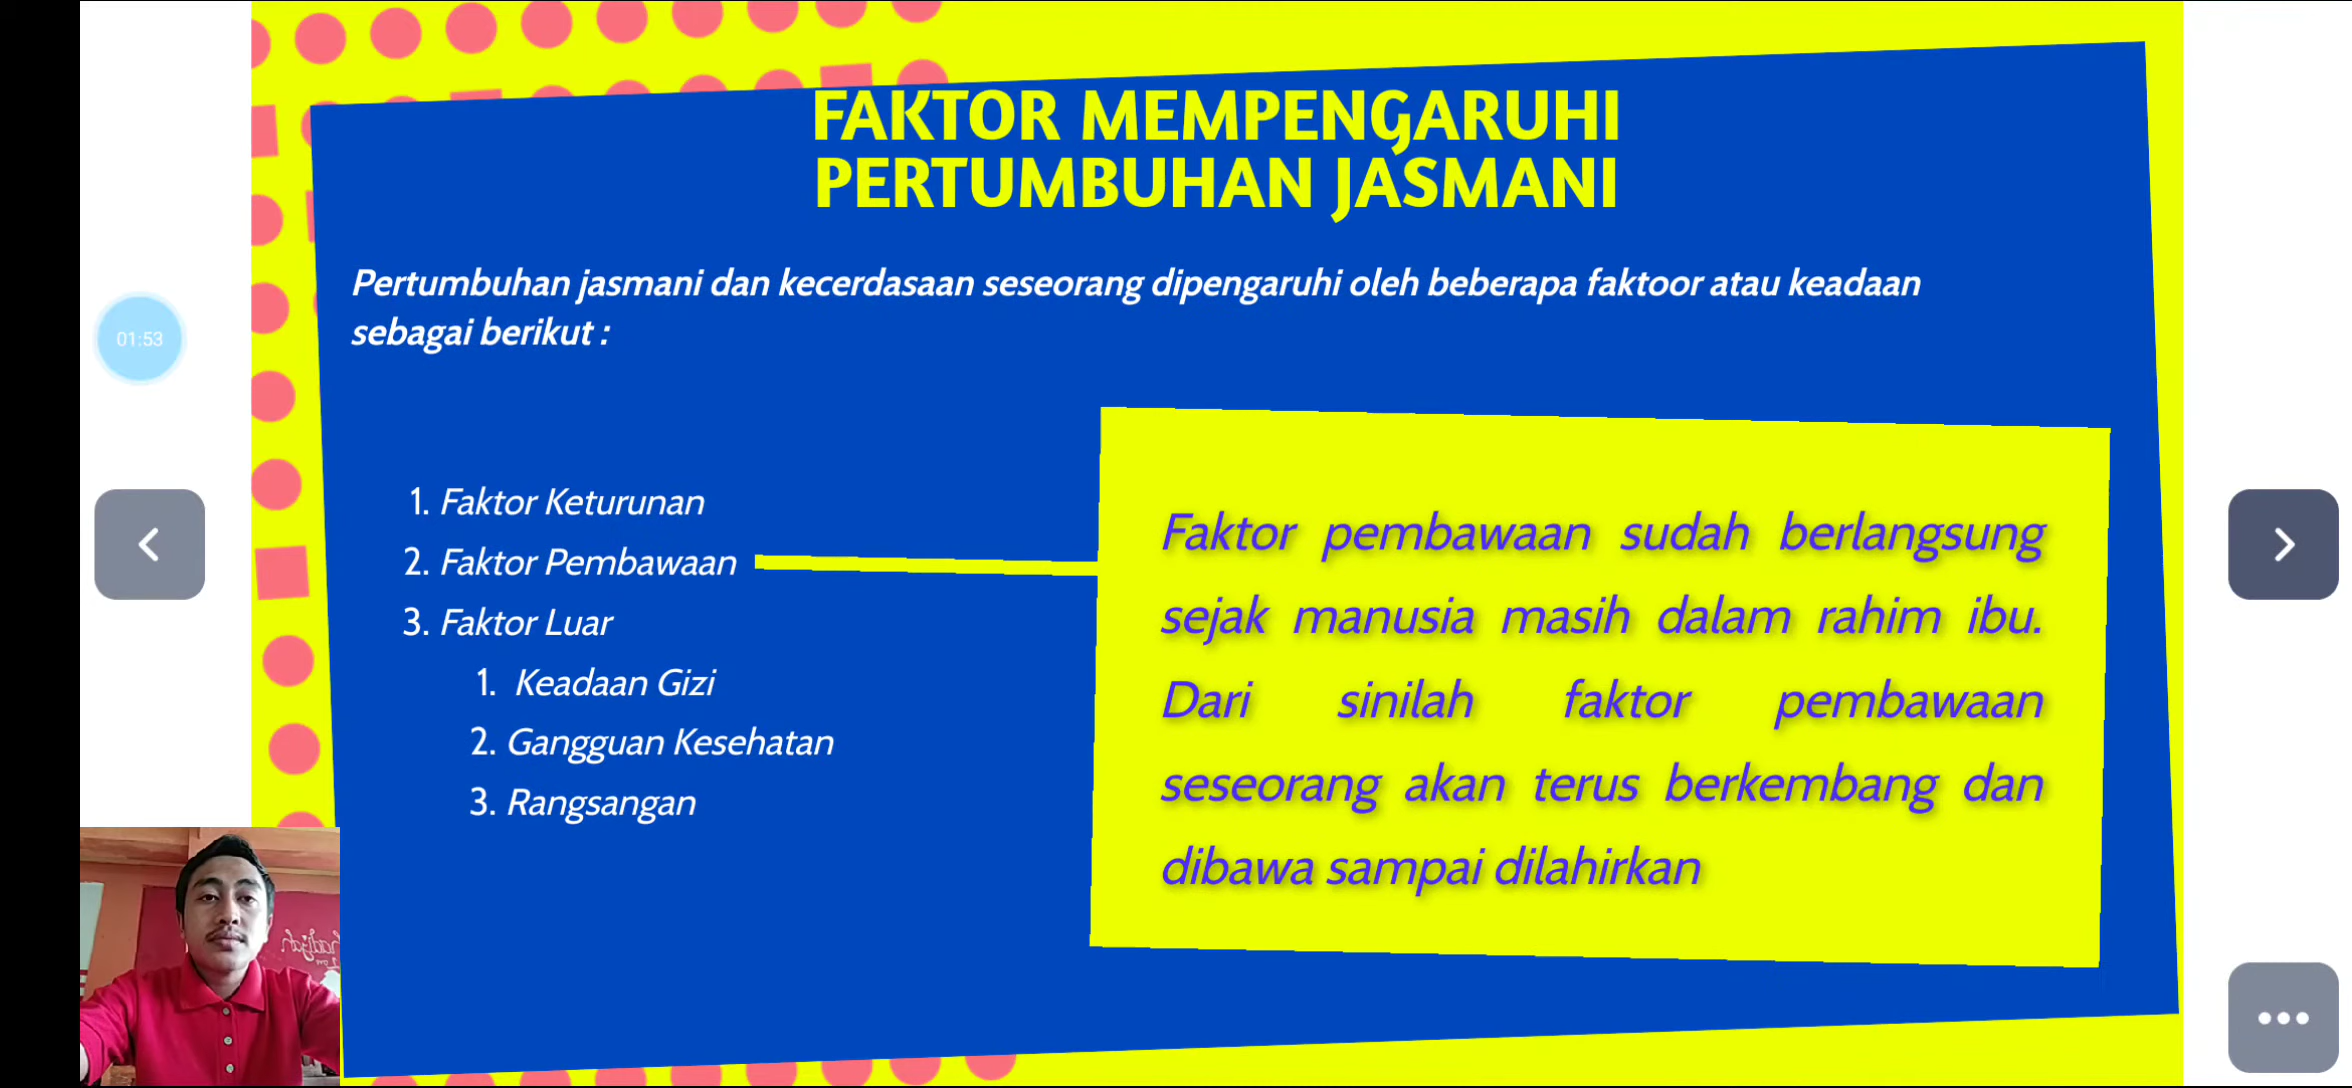 FAKTOR MEMPENGARUHI
PERTUMBUHAN JASMANI
Pertumbuhan jasmani dan kecerdasaan seseorang dipengaruhi oleh beberapa faktoor atau keadaan
sebagai berikut :
01:53
1. Faktor Keturunan
2. Faktor Pembawaan
3. Faktor Luar
1. Keadaan Gizi
2. Gangguan Kesehatan
3. Rangsangan
Faktor pembawaan sudah berlangsung
sejak manusia masih dalam rahim ibu.
Dari sinilah faktor pembawaan
seseorang akan terus berkembang dan
dibawa sampai dilahirkan